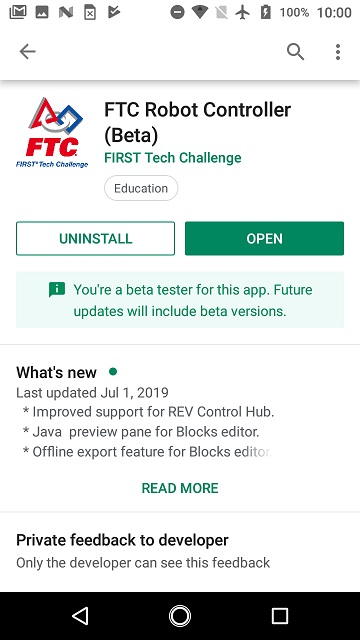 100% 10:00
FTC Robot Controller
(Beta)
FTC
FIRST Tech Challenge
FIRST Tech Challenge
Education
UNINSTALL
OPEN
You're a beta tester for this app. Future
updates will include beta versions.
What's new
Last updated Jul 1, 2019
* Improved support for REV Control Hub.
* Java  preview pane for Blocks editor.
* Offline export feature for Blocks editor
READ MORE
Private feedback to developer
Only the developer can see this feedback